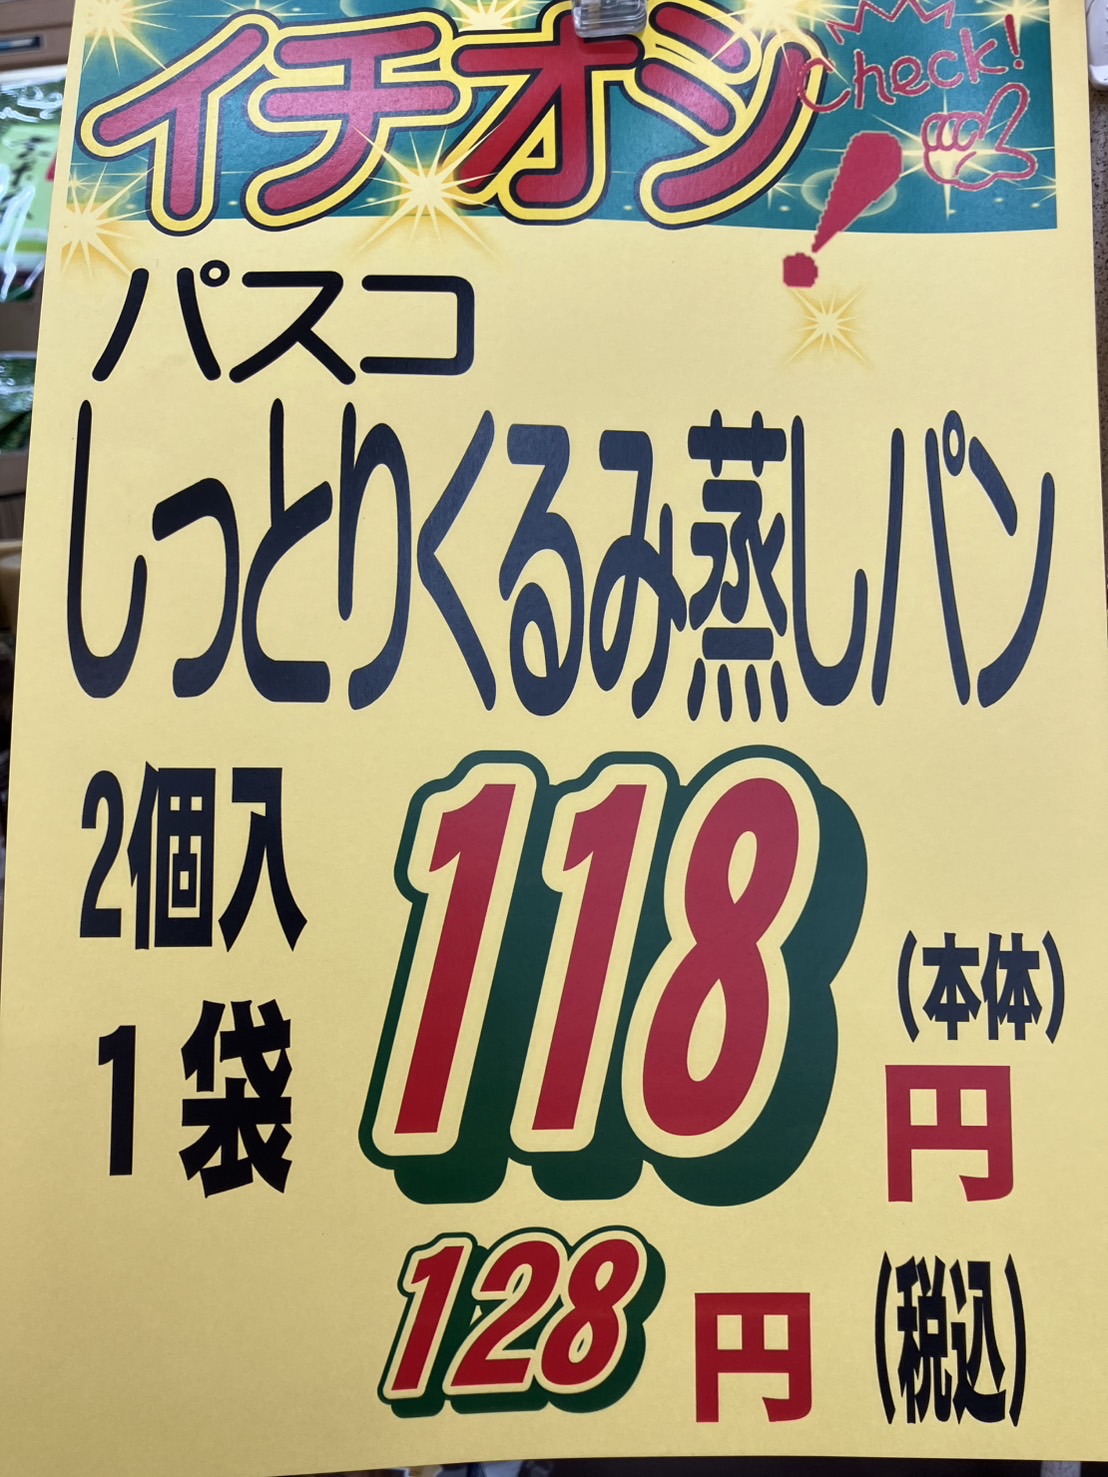 イチオシ
Check!
パスコ
しっとりくるみ蒸しパン
2個入
1袋
118
(本体)
円
128円(税込)